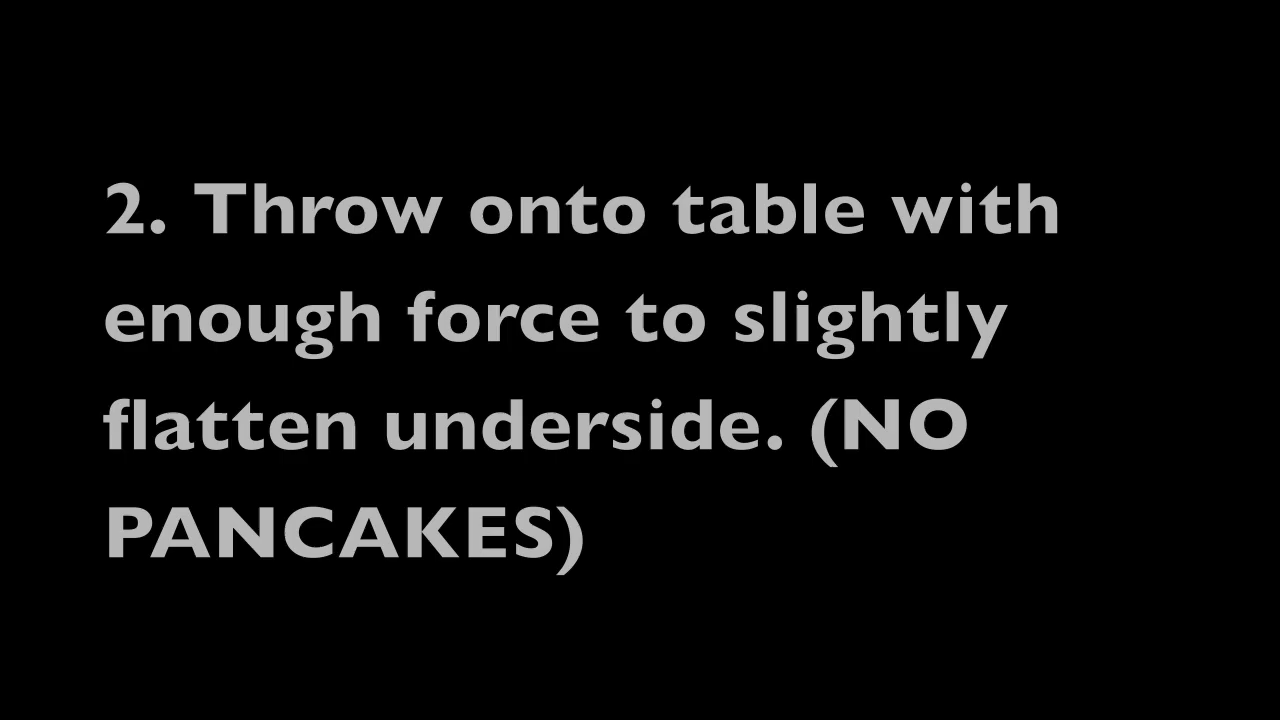 2. Throw onto table with
enough force to slightly
flatten underside. (NO
PANCAKES)